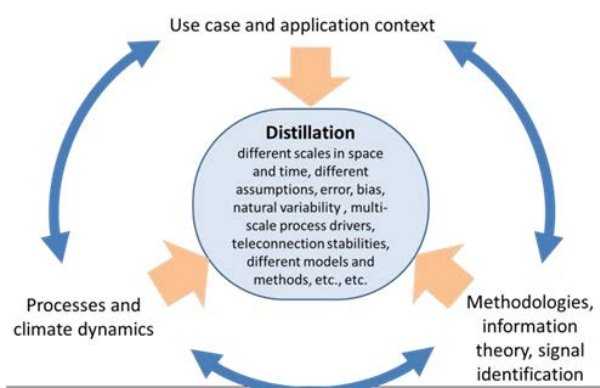 Use case and application context
Distillation
different scales in space
and time, different
assumptions, error, bias,
natural variability , multi-
scale process drivers,
teleconnection stabilities,
different models and
methods, etc., etc.
Processes and
climate dynamics
Methodologies,
information
theory, signal
identification